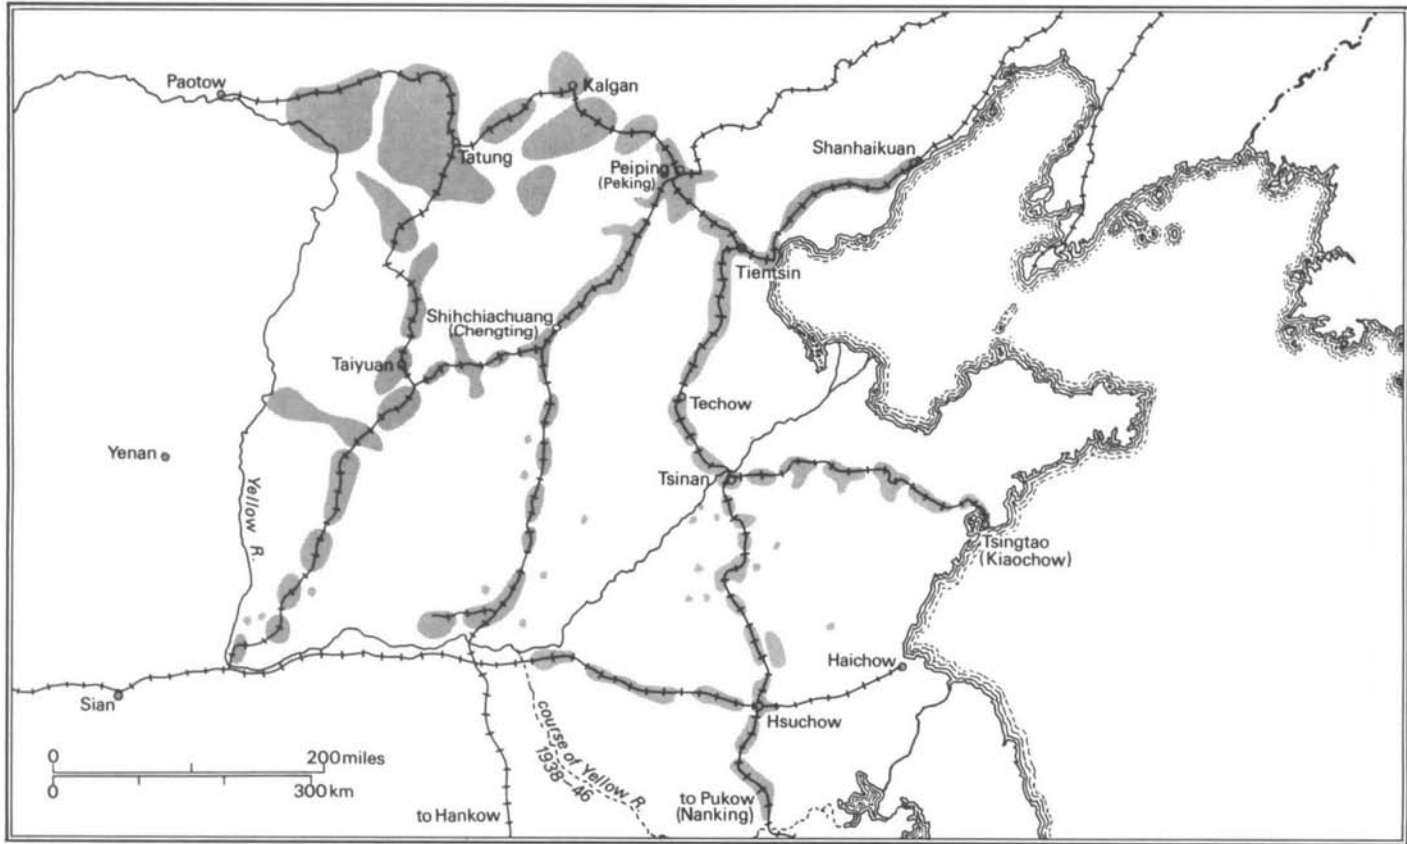 Paotow
Kalgan
Tatung
Peiping
(Peking)
Shanhaikuan
Tientsin
Shihchiachuang
(Chengting)
Taiyuan
Techow
Yenan
Yellow R.
Tsinan
Tsingtao
(Kiaochow)
Haichow
Sian
Hsuchow
course of Yellow R
1938–46
0
200 miles
0
300 km
to Hankow
to Pukow
(Nanking)